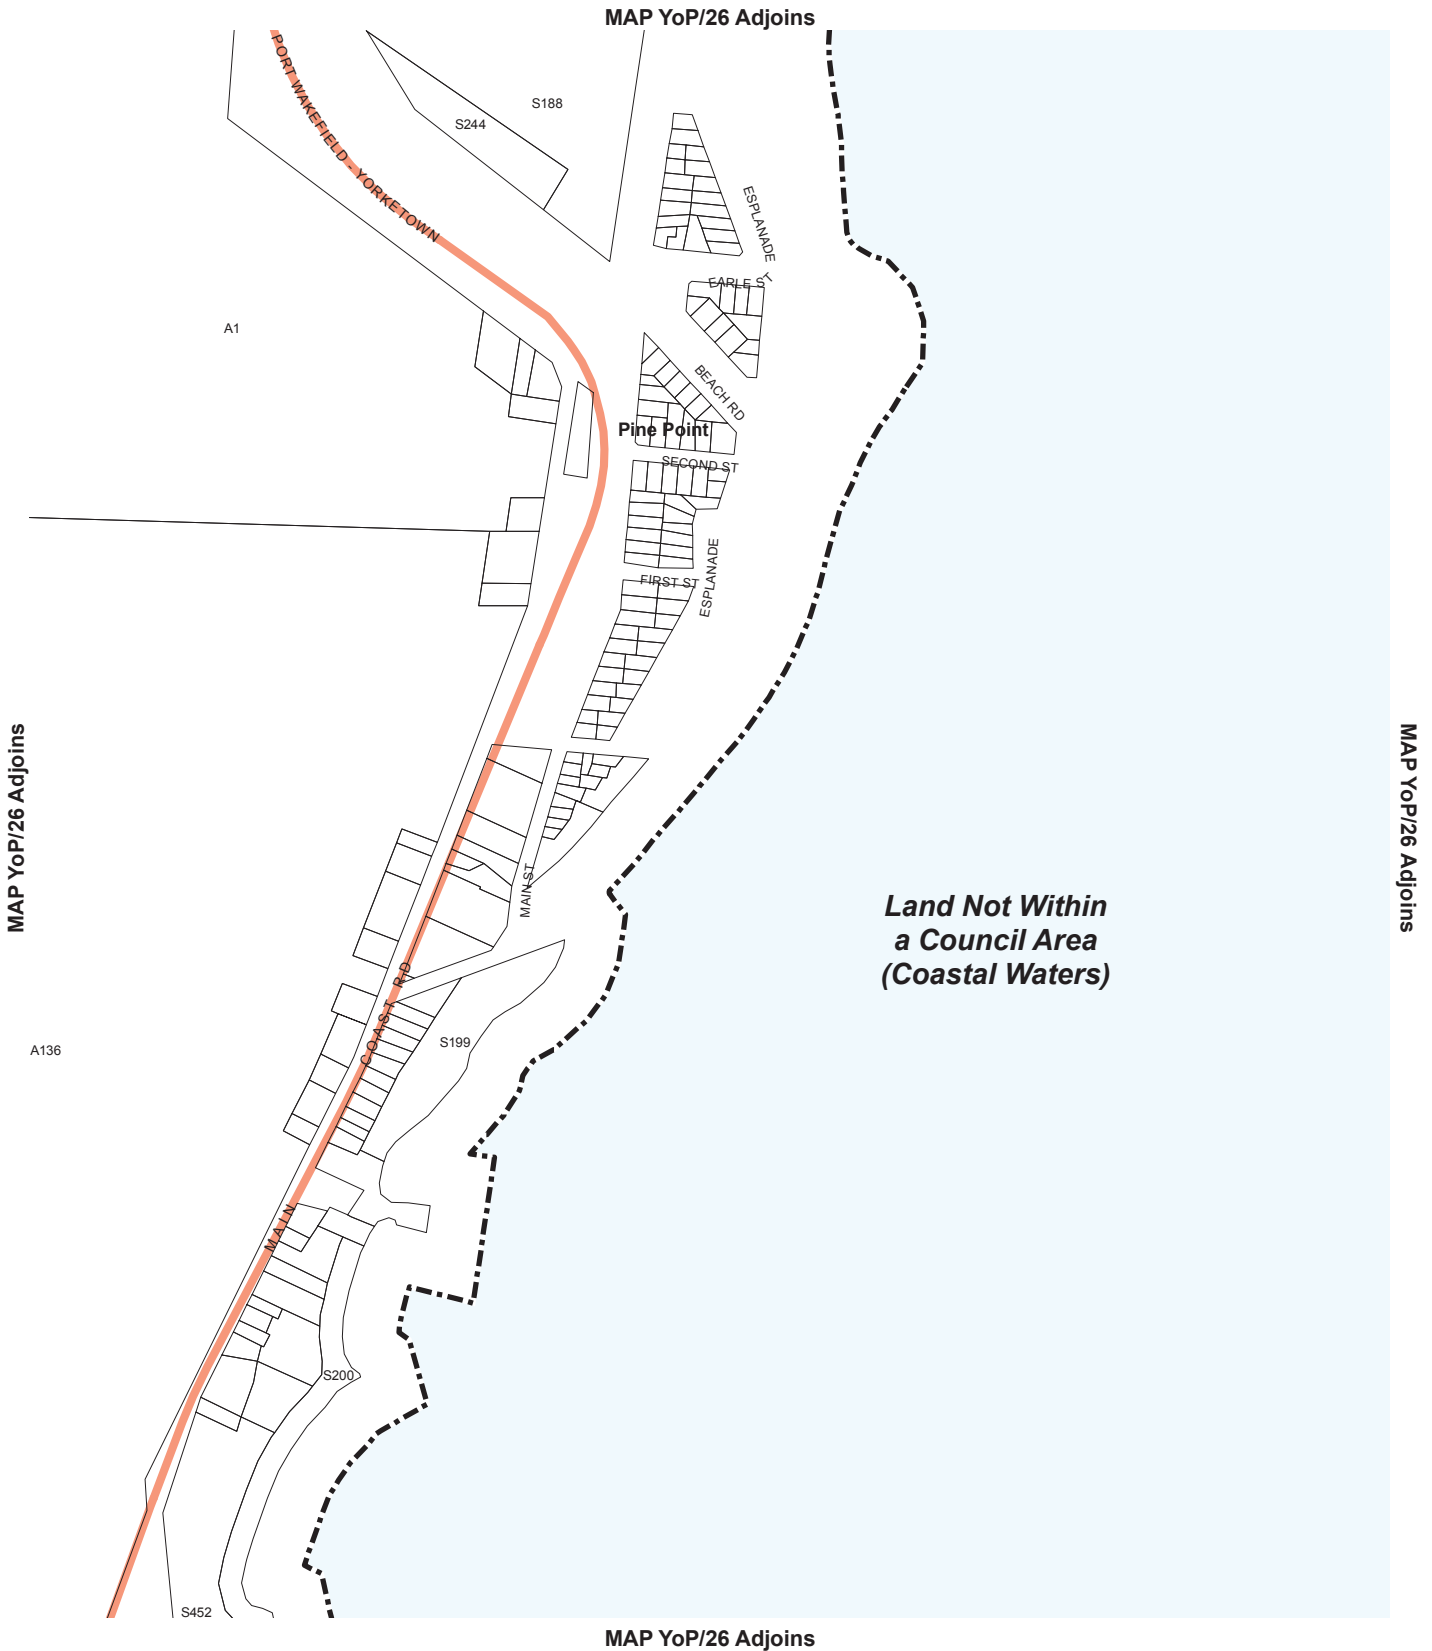 MAP YoP/26 Adjoins
PORT WAKEFIELD - YORKETOWN
S188
S244
ESPLANADE
EARLE ST
A1
BEACH RD
Pine Point
SECOND ST
ESPLANADE
FIRST ST
MAP YoP/26 Adjoins
MAP YoP/26 Adjoins
MAIN ST
Land Not Within
a Council Area
(Coastal Waters)
COAST RD
S199
A136
MAIN
S200
S452
MAP YoP/26 Adjoins